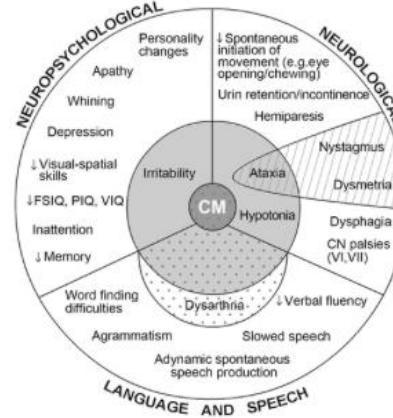 NEUROPSYCHOLOGICAL
Personality
changes
Apathy
Whining
Depression
↓Visual-spatial
skills
↓FSIQ, PIQ, VIQ
Inattention
↓Memory
Irritability
NEUROLOGICAL
↓Spontaneous
initiation of
movement (e.g.eye
opening/chewing)
Urin retention/incontinence
Hemiparesis
Nystagmus
Ataxia
Dysmetria
Hypotonia
Dysphagia
CN palsies
(VI,VII)
CM
Word finding
difficulties
Dysarthria
↓Verbal fluency
Agrammatism
Slowed speech
Adynamic spontaneous
speech production
LANGUAGE AND SPEECH